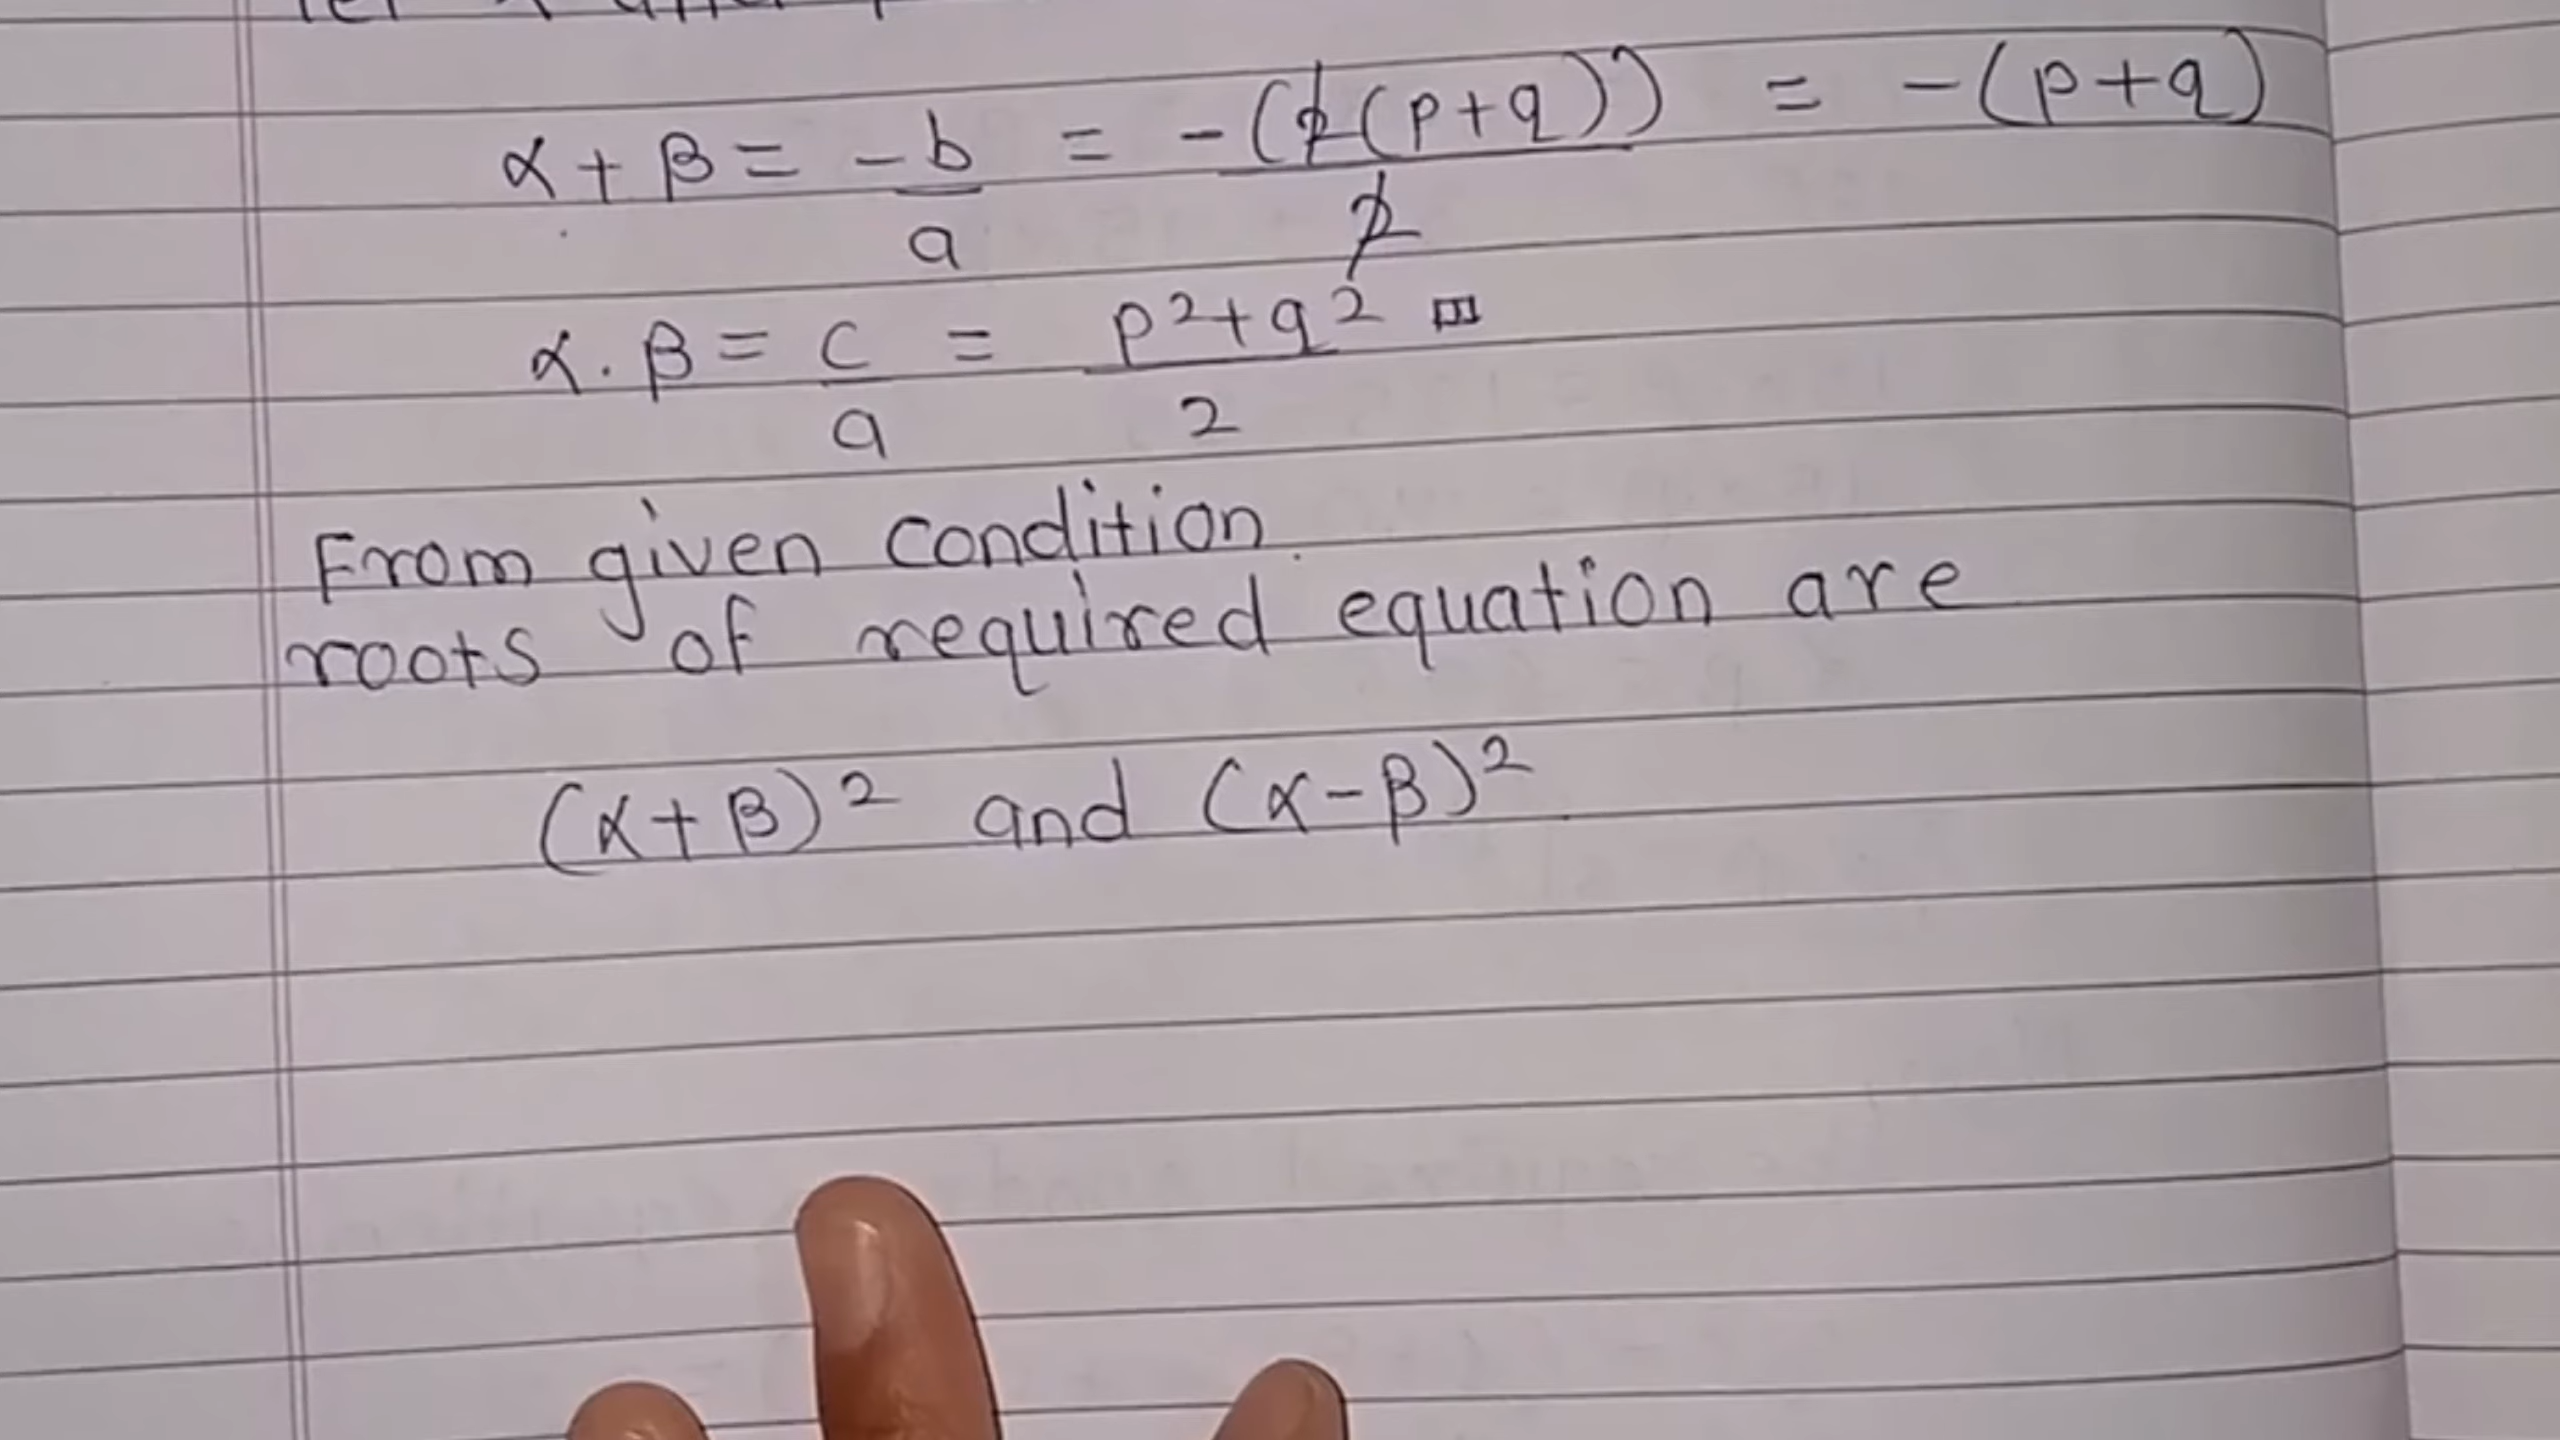 α + β = -b/a = -(2(p+q))/2 = -(p+q)
α . β = c/a = p²+q²/2
From given condition
roots of required equation are
(α+β)² and (α-β)²